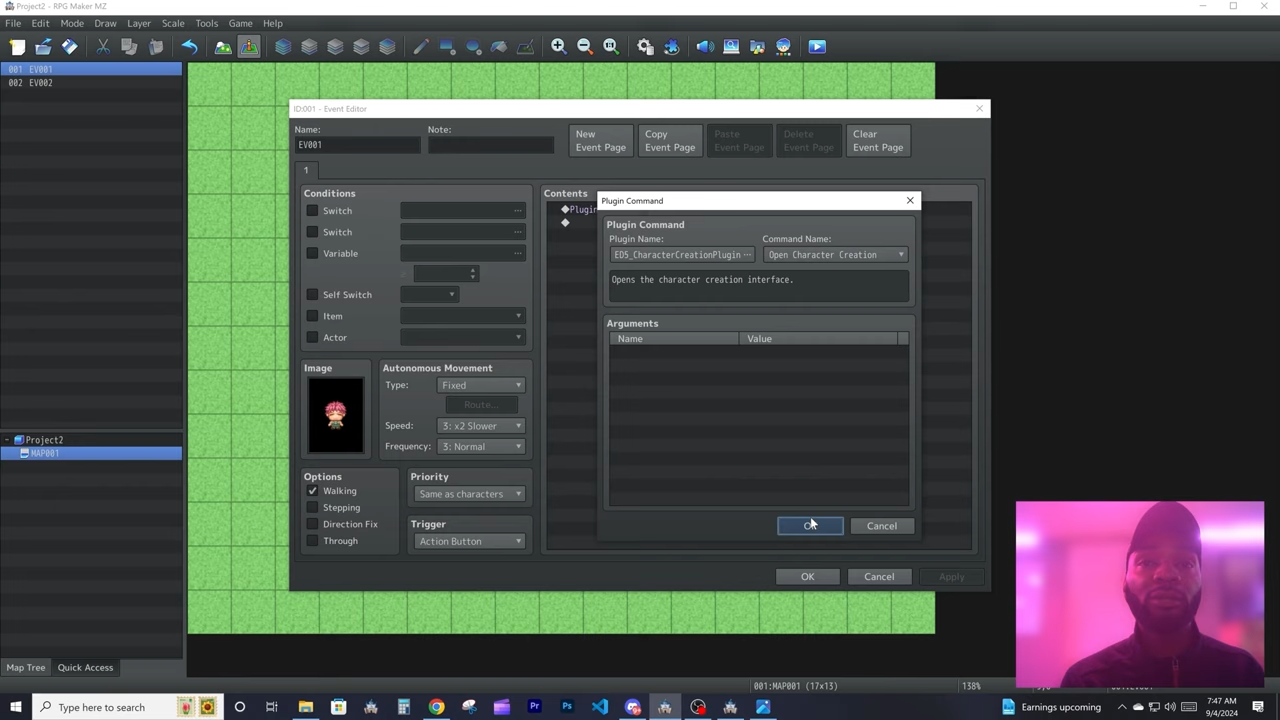 Project2 - RPG Maker MZ
File Edit Mode Draw Layer Scale Tools Game Help
001 EV001
002 EV002
ID:001 - Event Editor
Name:
Note:
EV001
New
Event Page
Copy
Event Page
Paste
Event Page
Delete
Event Page
Clear
Event Page
1
Conditions
Switch
Switch
Variable
Self Switch
Item
Actor
Image
Autonomous Movement
Type: Fixed
Route...
Speed: 3: x2 Slower
Frequency: 3: Normal
Options
Walking
Stepping
Direction Fix
Through
Priority
Same as characters
Trigger
Action Button
Contents
◆Plugin
◆
Plugin Command
Plugin Command
Plugin Name:
Command Name:
ED5_CharacterCreationPlugin ...
Open Character Creation
Opens the character creation interface.
Arguments
Name Value
Cancel
OK Cancel Apply
Project2
MAP001
Map Tree Quick Access
001:MAP001 (17x13) 138%
Type here to search
Earnings upcoming
7:47 AM
9/4/2024